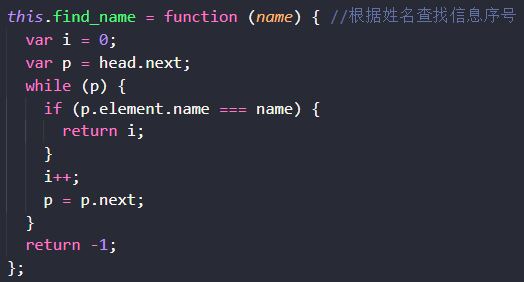 this.find_name = function (name) { //根据姓名查找信息序号
  var i = 0;
  var p = head.next;
  while (p) {
    if (p.element.name === name) {
      return i;
    }
    i++;
    p = p.next;
  }
  return -1;
};